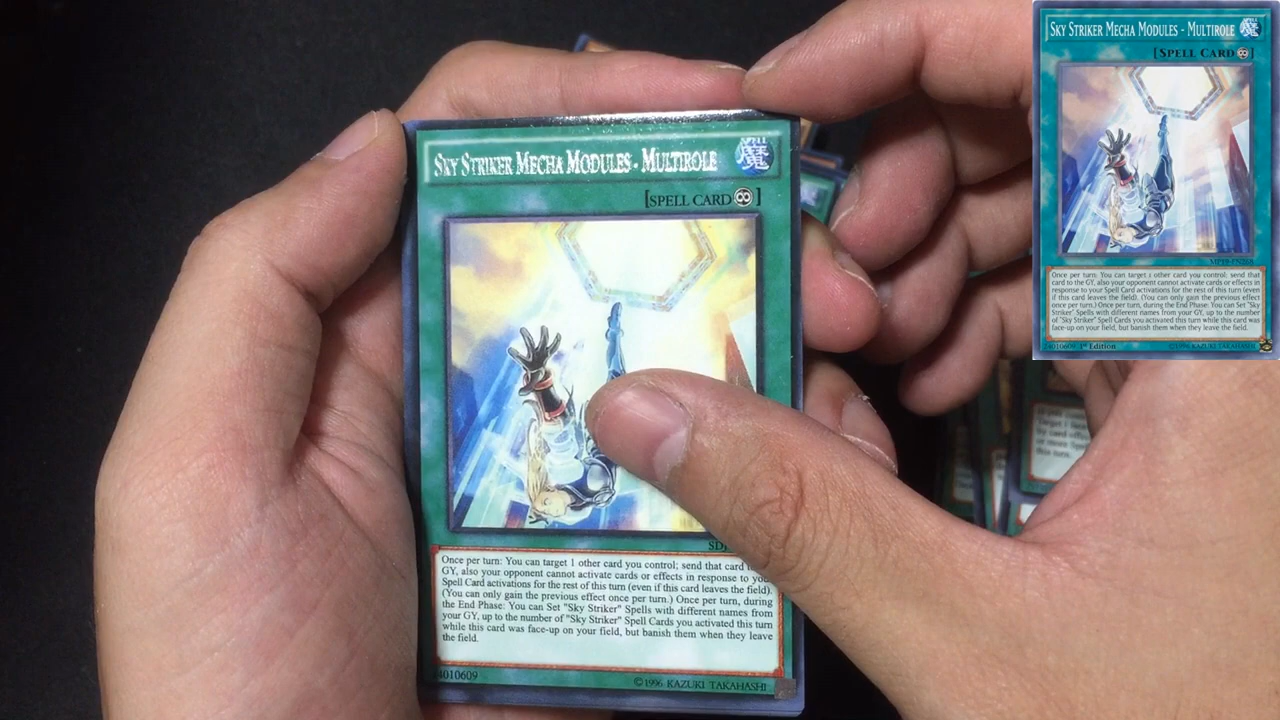 SKY STRIKER MECHA MODULES - MULTIROLE
魔
[SPELL CARD]
SDJ
Once per turn: You can target 1 other card you control; send that card
GY, also your opponent cannot activate cards or effects in response to
Spell Card activations for the rest of this turn (even if this card leaves the field).
(You can only gain the previous effect once per turn.) Once per turn, during
the End Phase: You can Set "Sky Striker" Spells with different names from
your GY, up to the number of "Sky Striker" Spell Cards you activated this turn
while this card was face-up on your field, but banish them when they leave
the field.
4010609
©1996 KAZUKI TAKAHASHI
SKY STRIKER MECHA MODULES - MULTIROLE
魔
[SPELL CARD]
Once per turn: You can target 1 other card you control; send that
card to the GY, also your opponent cannot activate cards or effects in
response to your Spell Card activations for the rest of this turn (even
if this card leaves the field). (You can only gain the previous effect
once per turn.) Once per turn, during the End Phase: You can Set "Sky
Striker" Spells with different names from your GY, up to the number
of "Sky Striker" Spell Cards you activated this turn while this card was
face-up on your field, but banish them when they leave the field.
24010609 1st Edition
©1996 KAZUKI TAKAHASHI